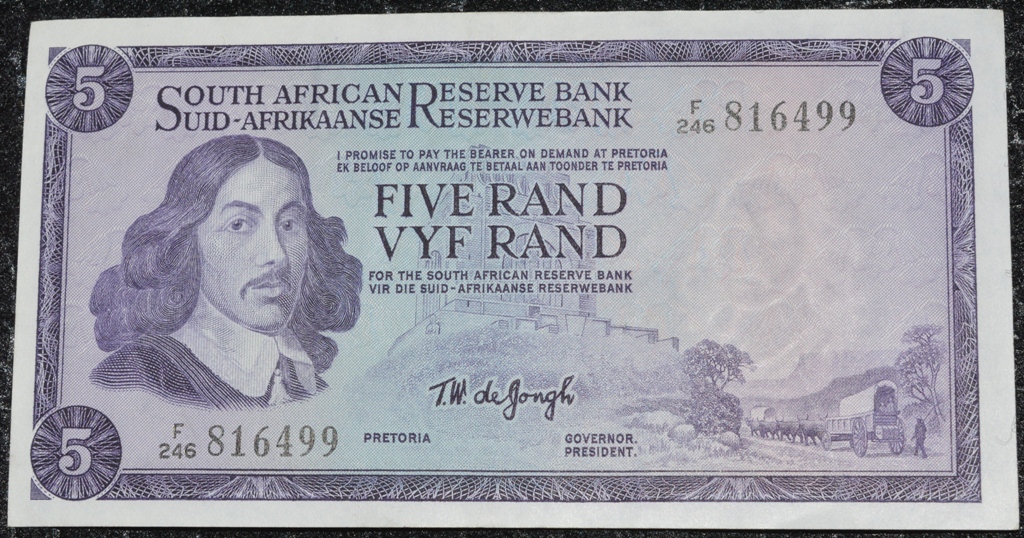 5
5
SOUTH AFRICAN RESERVE BANK
SUID-AFRIKAANSE RESERWEBANK
F
246 816499
I PROMISE TO PAY THE BEARER ON DEMAND AT PRETORIA
EK BELOOF OP AANVRAAG TE BETAAL AAN TOONDER TE PRETORIA
FIVE RAND
VYF RAND
FOR THE SOUTH AFRICAN RESERVE BANK
VIR DIE SUID-AFRIKAANSE RESERWEBANK
T.W. de Jongh
F
246 816499
PRETORIA
GOVERNOR.
PRESIDENT.
5